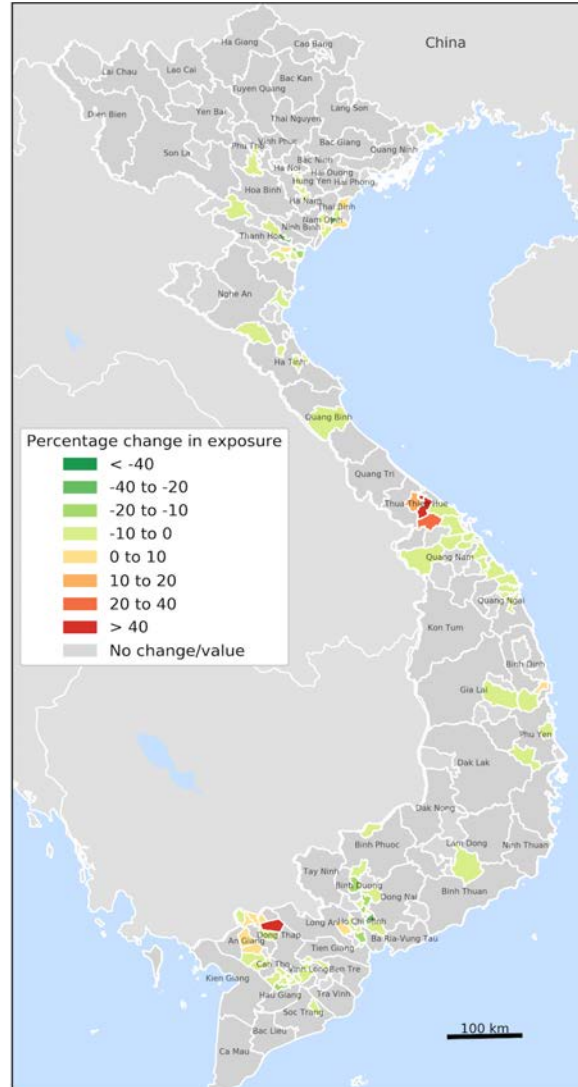 China
Ha Giang
Cao Bang
Lai Chau
Lao Cai
Bac Kan
Tuyen Quang
Dien Bien
Yen Bai
Lang Son
Thai Nguyen
Son La
Phu Tho
Vinh Phuc
Bac Giang
Quang Ninh
Bac Ninh
Ha Noi
Hai Duong
Hung Yen
Hai Phong
Hoa Binh
Ha Nam
Thai Binh
Nam Dinh
Ninh Binh
Thanh Hoa
Nghe An
Ha Tinh
Quang Binh
Percentage change in exposure
< -40
-40 to -20
-20 to -10
-10 to 0
0 to 10
10 to 20
20 to 40
> 40
No change/value
Quang Tri
Thua-Thien-Hue
Quang Nam
Quang Ngai
Kon Tum
Binh Dinh
Gia Lai
Phu Yen
Dak Lak
Dak Nong
Binh Phuoc
Lam Dong
Ninh Thuan
Tay Ninh
Binh Duong
Dong Nai
Binh Thuan
Long An
Ho Chi Minh
Dong Thap
An Giang
Ba Ria-Vung Tau
Tien Giang
Can Tho
Vinh Long
Ben Tre
Kien Giang
Hau Giang
Tra Vinh
Soc Trang
Bac Lieu
Ca Mau
100 km